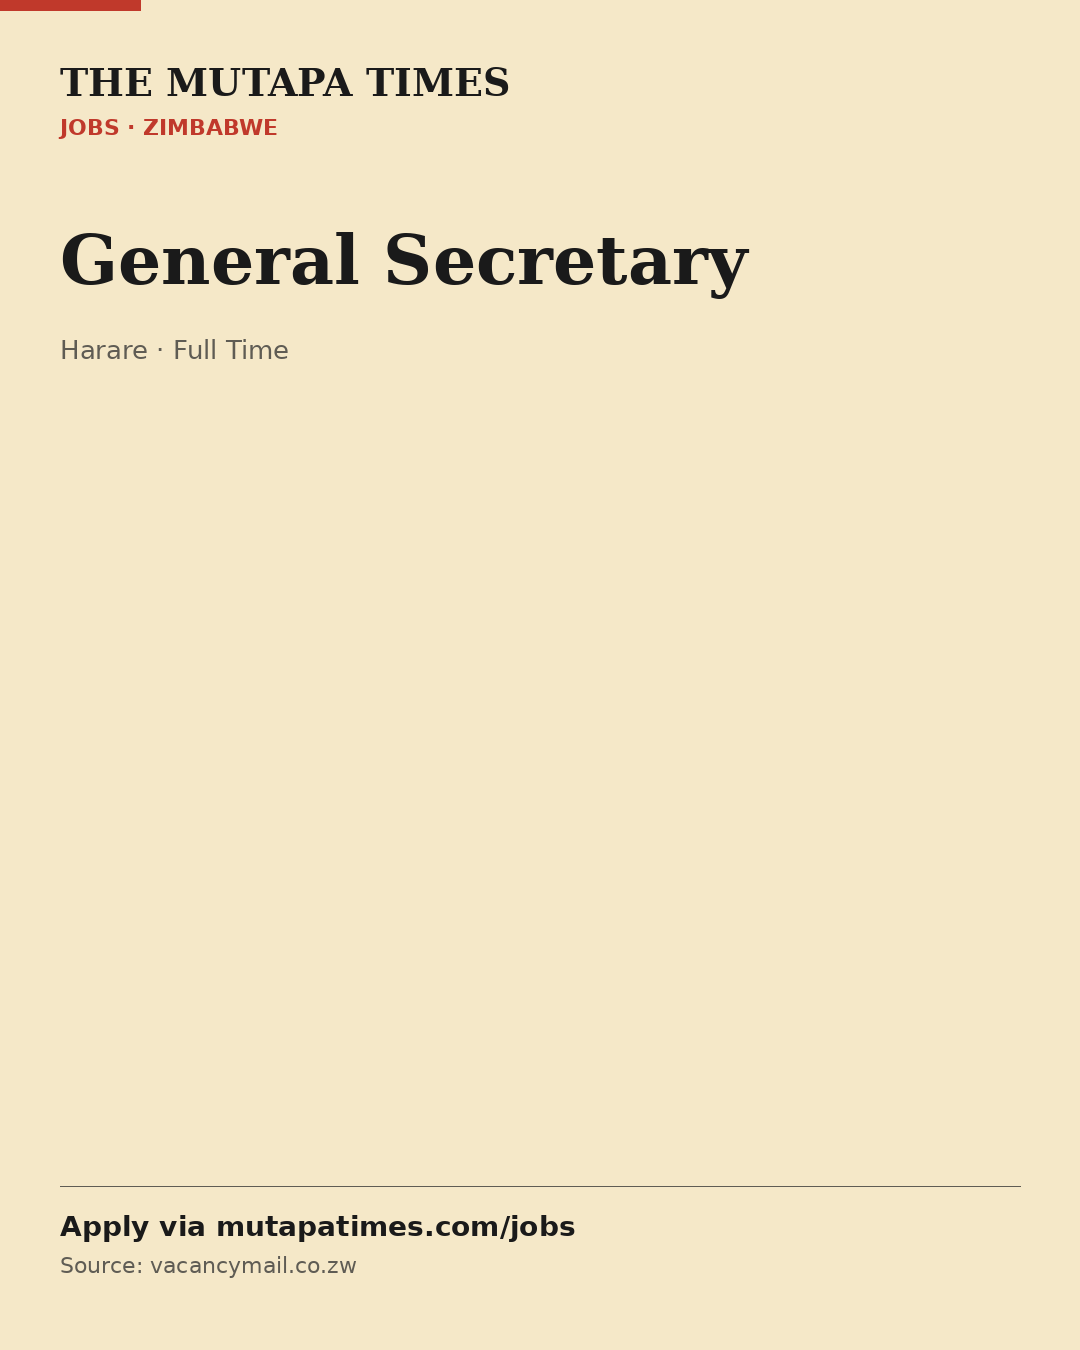 THE MUTAPA TIMES
JOBS · ZIMBABWE
General Secretary
Harare · Full Time
Apply via mutapatimes.com/jobs
Source: vacancymail.co.zw